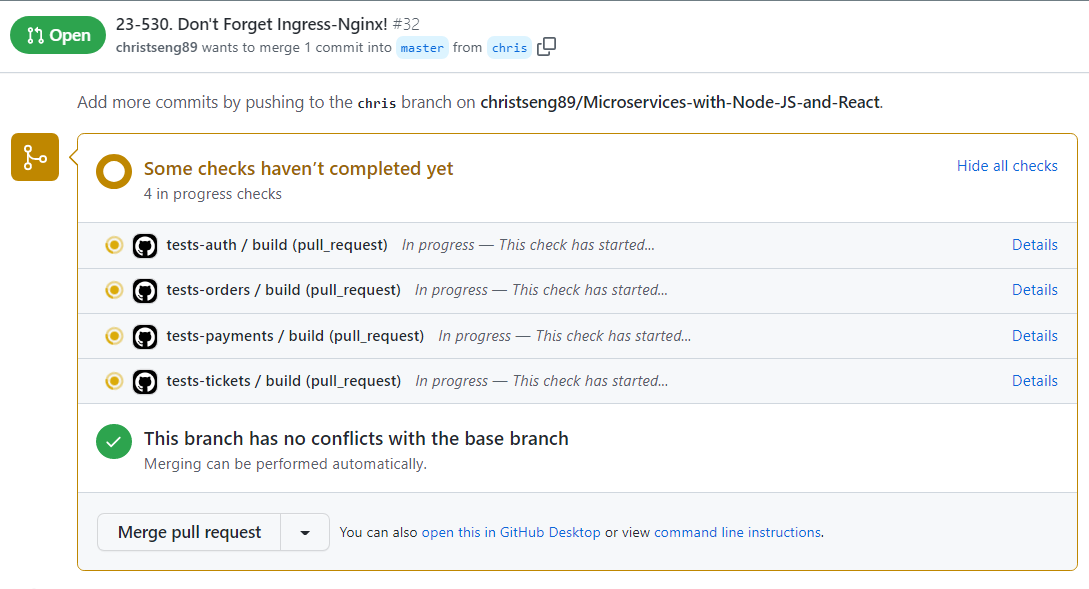 Open
23-530. Don't Forget Ingress-Nginx! #32
christseng89 wants to merge 1 commit into master from chris
Add more commits by pushing to the chris branch on christseng89/Microservices-with-Node-JS-and-React.
Some checks haven’t completed yet
Hide all checks
4 in progress checks
tests-auth / build (pull_request) In progress — This check has started... Details
tests-orders / build (pull_request) In progress — This check has started... Details
tests-payments / build (pull_request) In progress — This check has started... Details
tests-tickets / build (pull_request) In progress — This check has started... Details
This branch has no conflicts with the base branch
Merging can be performed automatically.
Merge pull request
You can also open this in GitHub Desktop or view command line instructions.